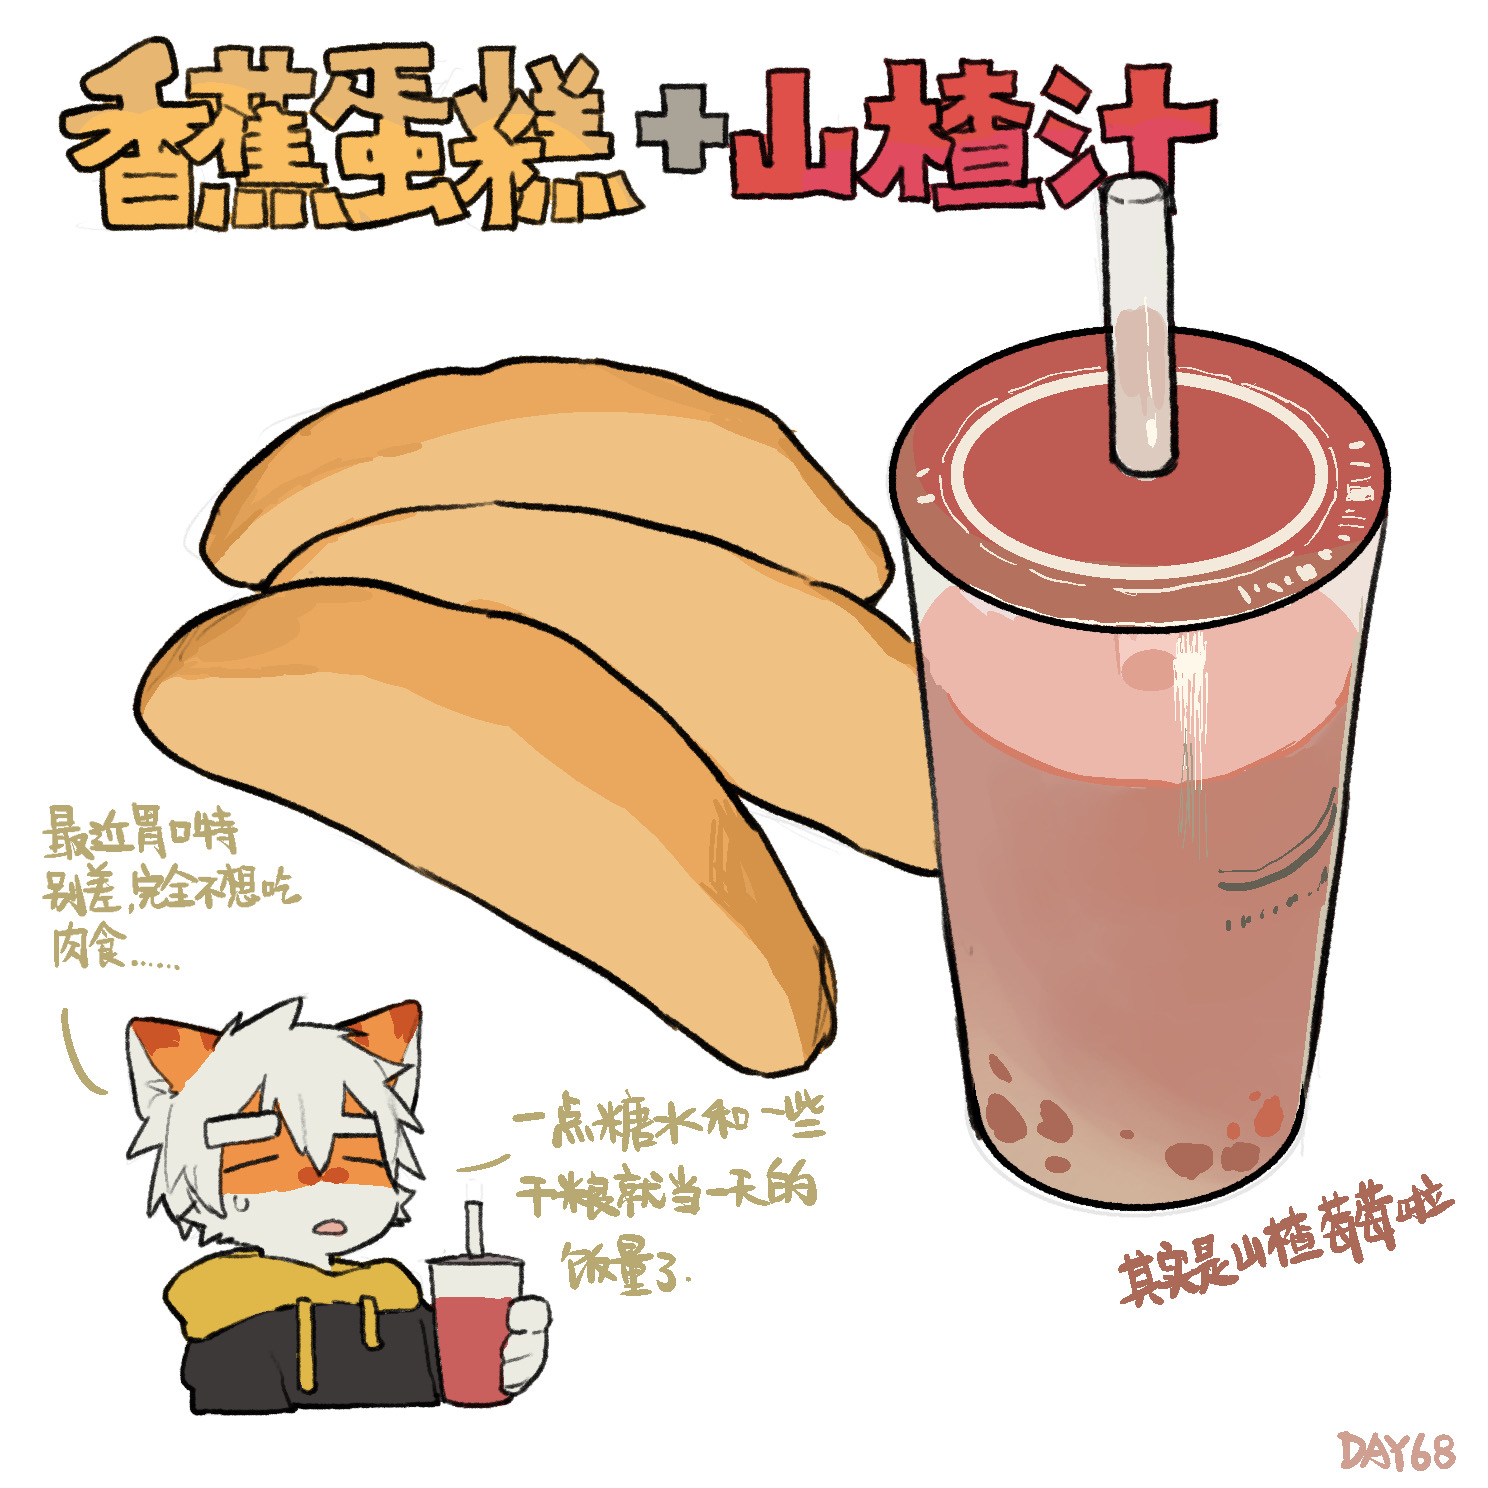 香蕉蛋糕+山楂汁
最近胃口特
别差,完全不想吃
肉食……
一点糖水和一些
干粮就当一天的
饭量了.
其实是山楂莓莓啦
DAY68